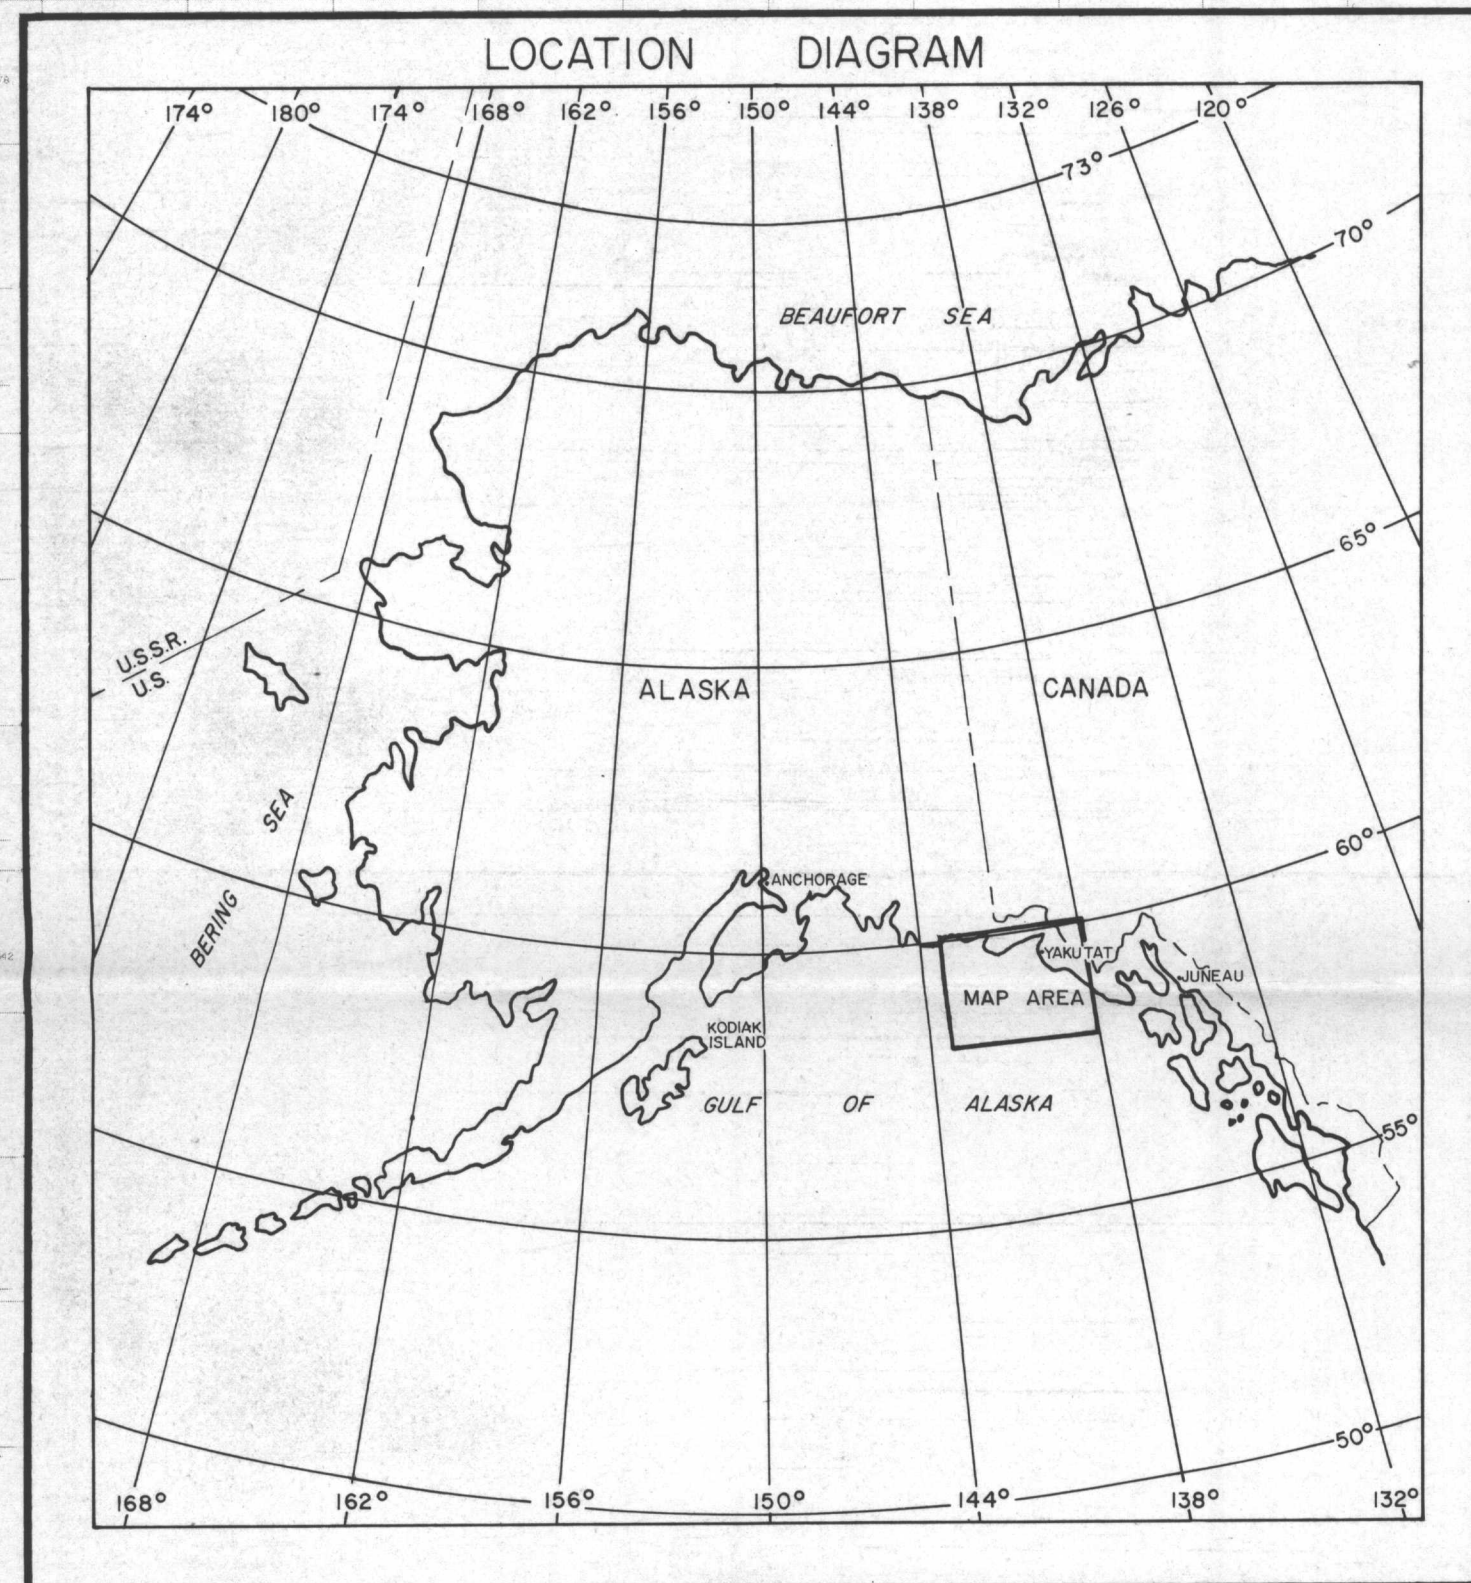 LOCATION DIAGRAM
174° 180° 174° 168° 162° 156° 150° 144° 138° 132° 126° 120°
73°
70°
BEAUFORT SEA
65°
U.S.S.R.
U.S.
ALASKA
CANADA
SEA
BERING
60°
ANCHORAGE
YAKUTAT
JUNEAU
MAP AREA
KODIAK
ISLAND
GULF OF ALASKA
55°
50°
168° 162° 156° 150° 144° 138° 132°